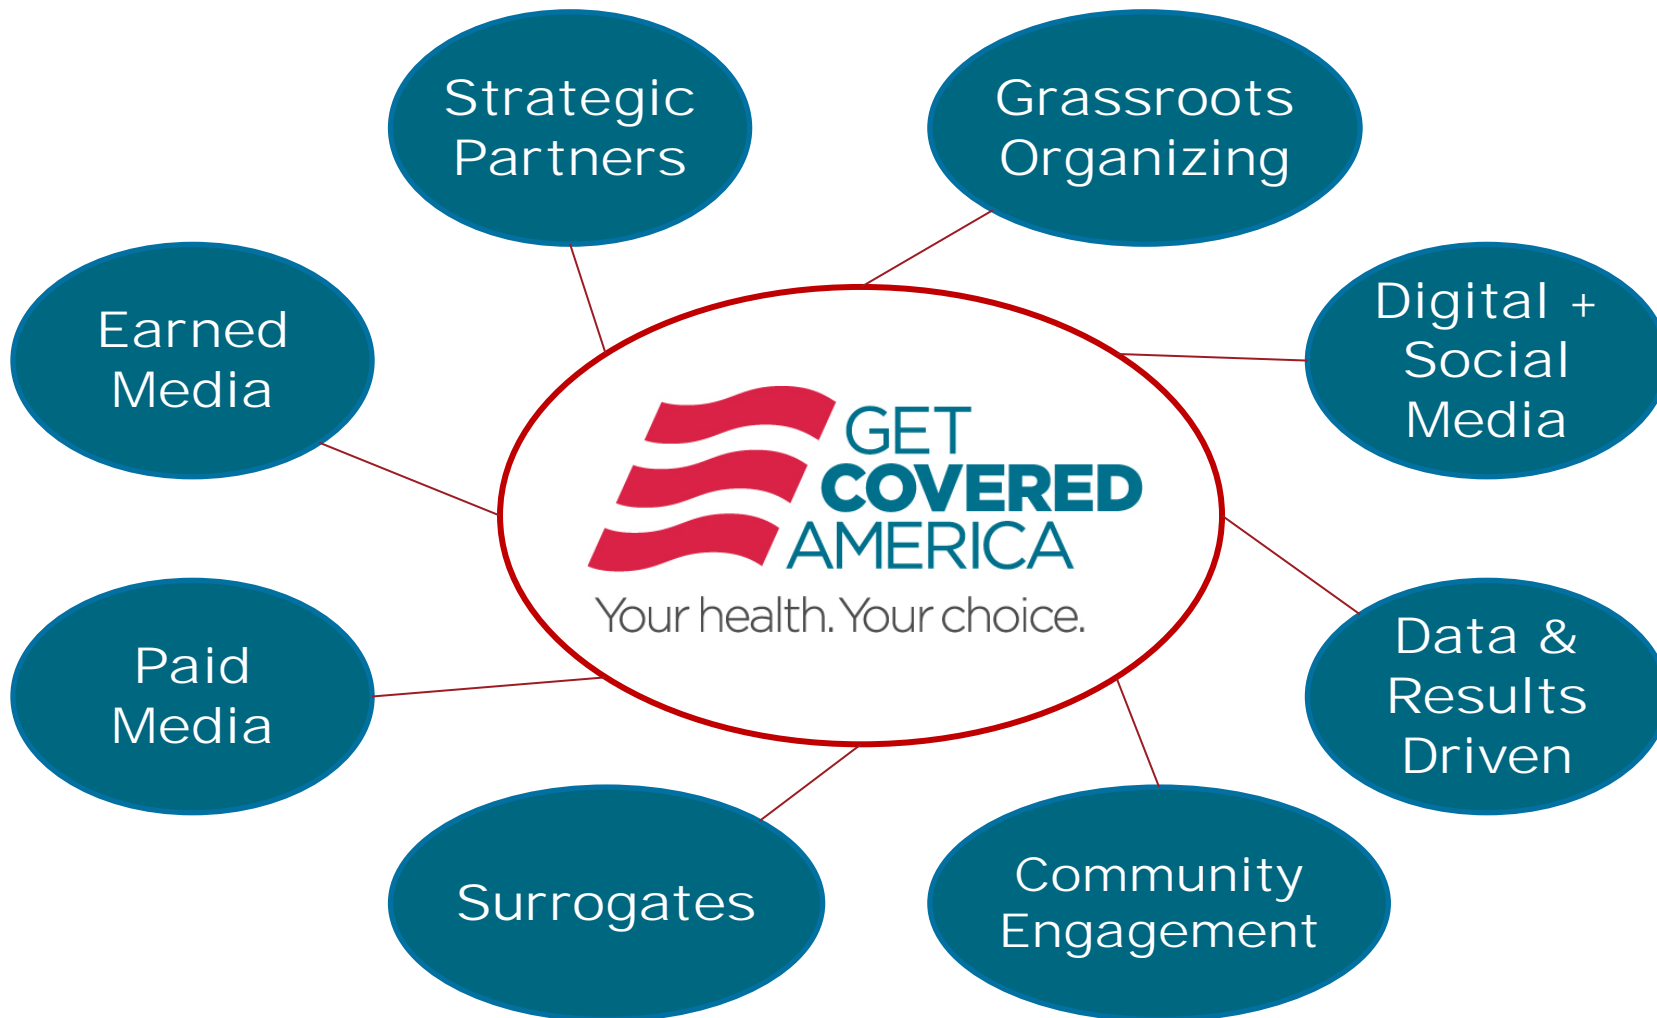 Strategic
Partners
Grassroots
Organizing
Earned
Media
Digital +
Social
Media
GET
COVERED
AMERICA
Your health. Your choice.
Paid
Media
Data &
Results
Driven
Surrogates
Community
Engagement